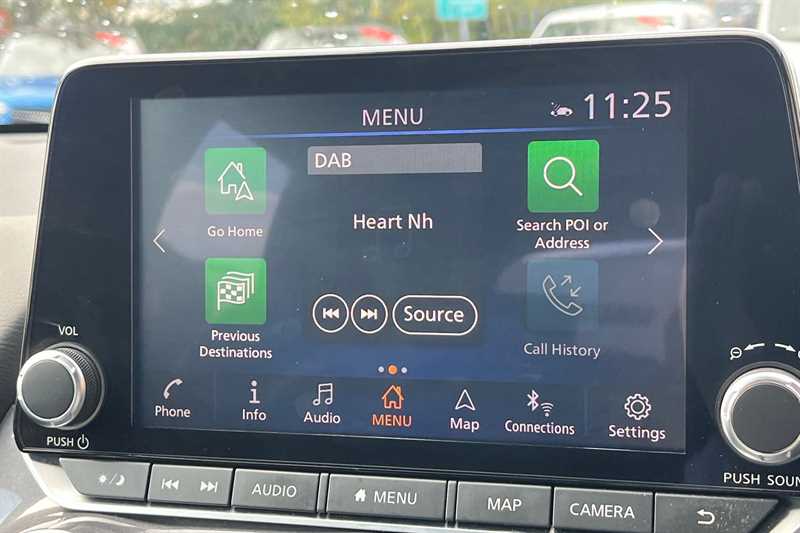 MENU
11:25
DAB
Go Home
Heart Nh
Search POI or
Address
Previous
Destinations
Source
Call History
Phone
Info
Audio
MENU
Map
Connections
Settings
VOL
PUSH
PUSH SOUN
AUDIO
MENU
MAP
CAMERA